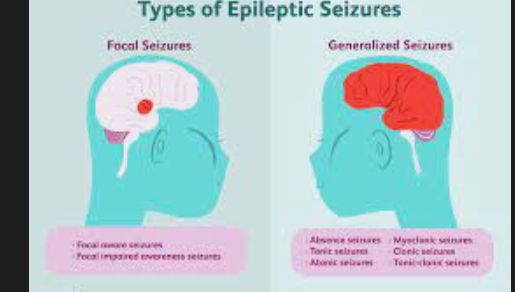 Types of Epileptic Seizures
Focal Seizures
· Focal aware seizures
· Focal impaired awareness seizures
Generalized Seizures
· Absence seizures
· Tonic seizures
· Atonic seizures
· Myoclonic seizures
· Clonic seizures
· Tonic-clonic seizures